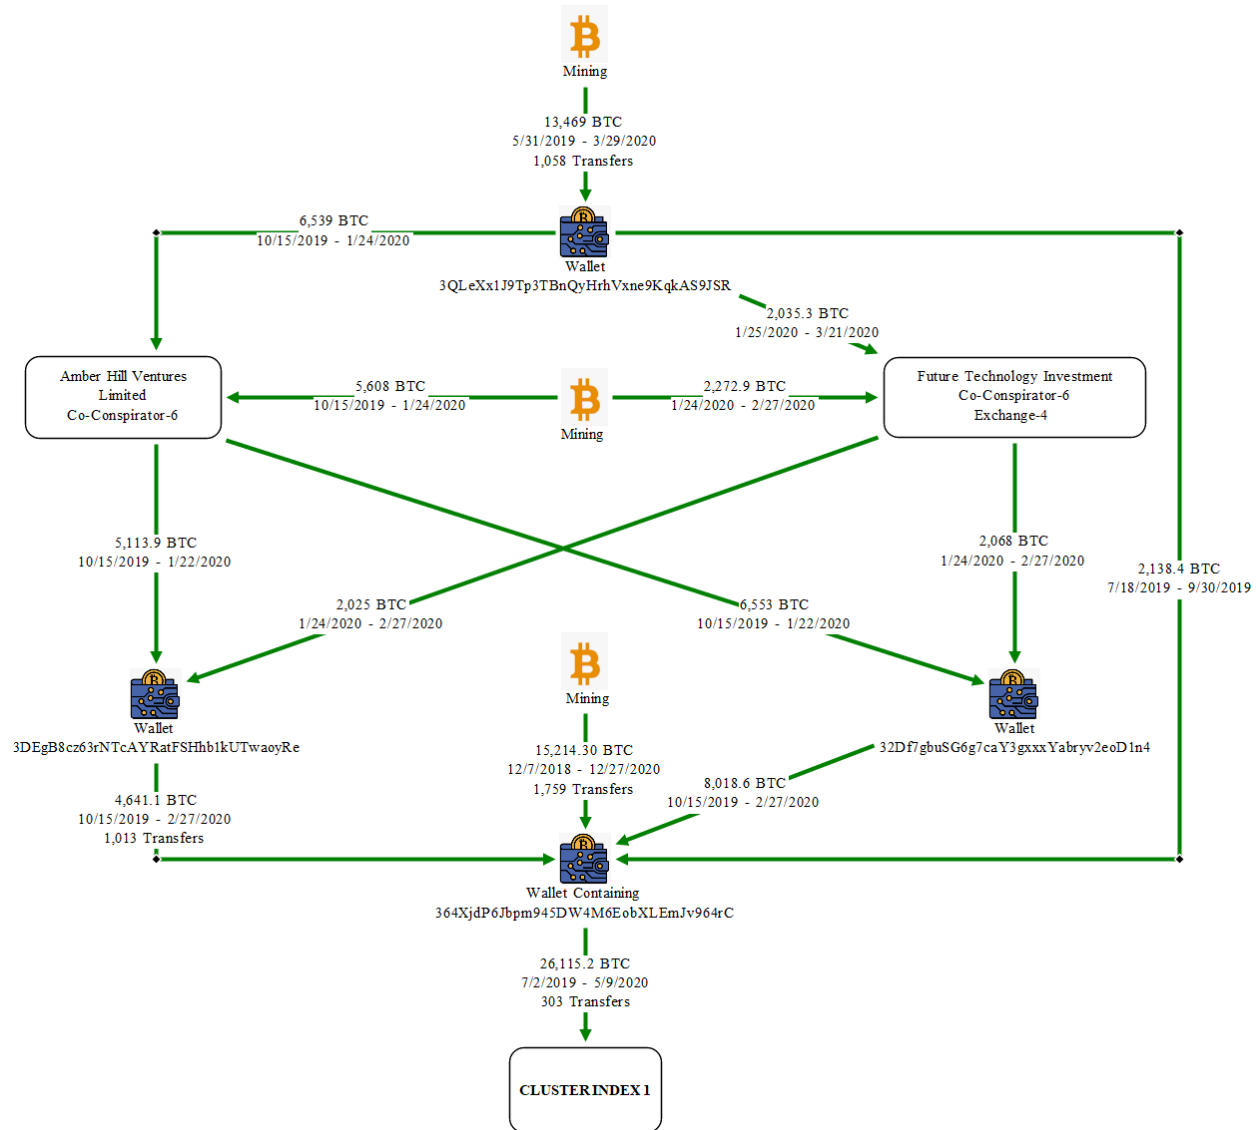 Mining
13,469 BTC
5/31/2019 - 3/29/2020
1,058 Transfers
6,539 BTC
10/15/2019 - 1/24/2020
Wallet
3QLeXx1J9Tp3TBnQyHrhVxne9KqkAS9JSR
2,035.3 BTC
1/25/2020 - 3/21/2020
Amber Hill Ventures
Limited
Co-Conspirator-6
5,608 BTC
10/15/2019 - 1/24/2020
Mining
2,272.9 BTC
1/24/2020 - 2/27/2020
Future Technology Investment
Co-Conspirator-6
Exchange-4
5,113.9 BTC
10/15/2019 - 1/22/2020
2,068 BTC
1/24/2020 - 2/27/2020
2,138.4 BTC
7/18/2019 - 9/30/2019
2,025 BTC
1/24/2020 - 2/27/2020
6,553 BTC
10/15/2019 - 1/22/2020
Mining
Wallet
3DEgB8cz63rNTcAYRatFSHhb1kUTwaoyRe
Wallet
32Df7gbuSG6g7caY3gxxxYabryv2eoD1n4
15,214.30 BTC
12/7/2018 - 12/27/2020
1,759 Transfers
8,018.6 BTC
10/15/2019 - 2/27/2020
4,641.1 BTC
10/15/2019 - 2/27/2020
1,013 Transfers
Wallet Containing
364XjdP6Jbpm945DW4M6EobXLEmJv964rC
26,115.2 BTC
7/2/2019 - 5/9/2020
303 Transfers
CLUSTER INDEX 1